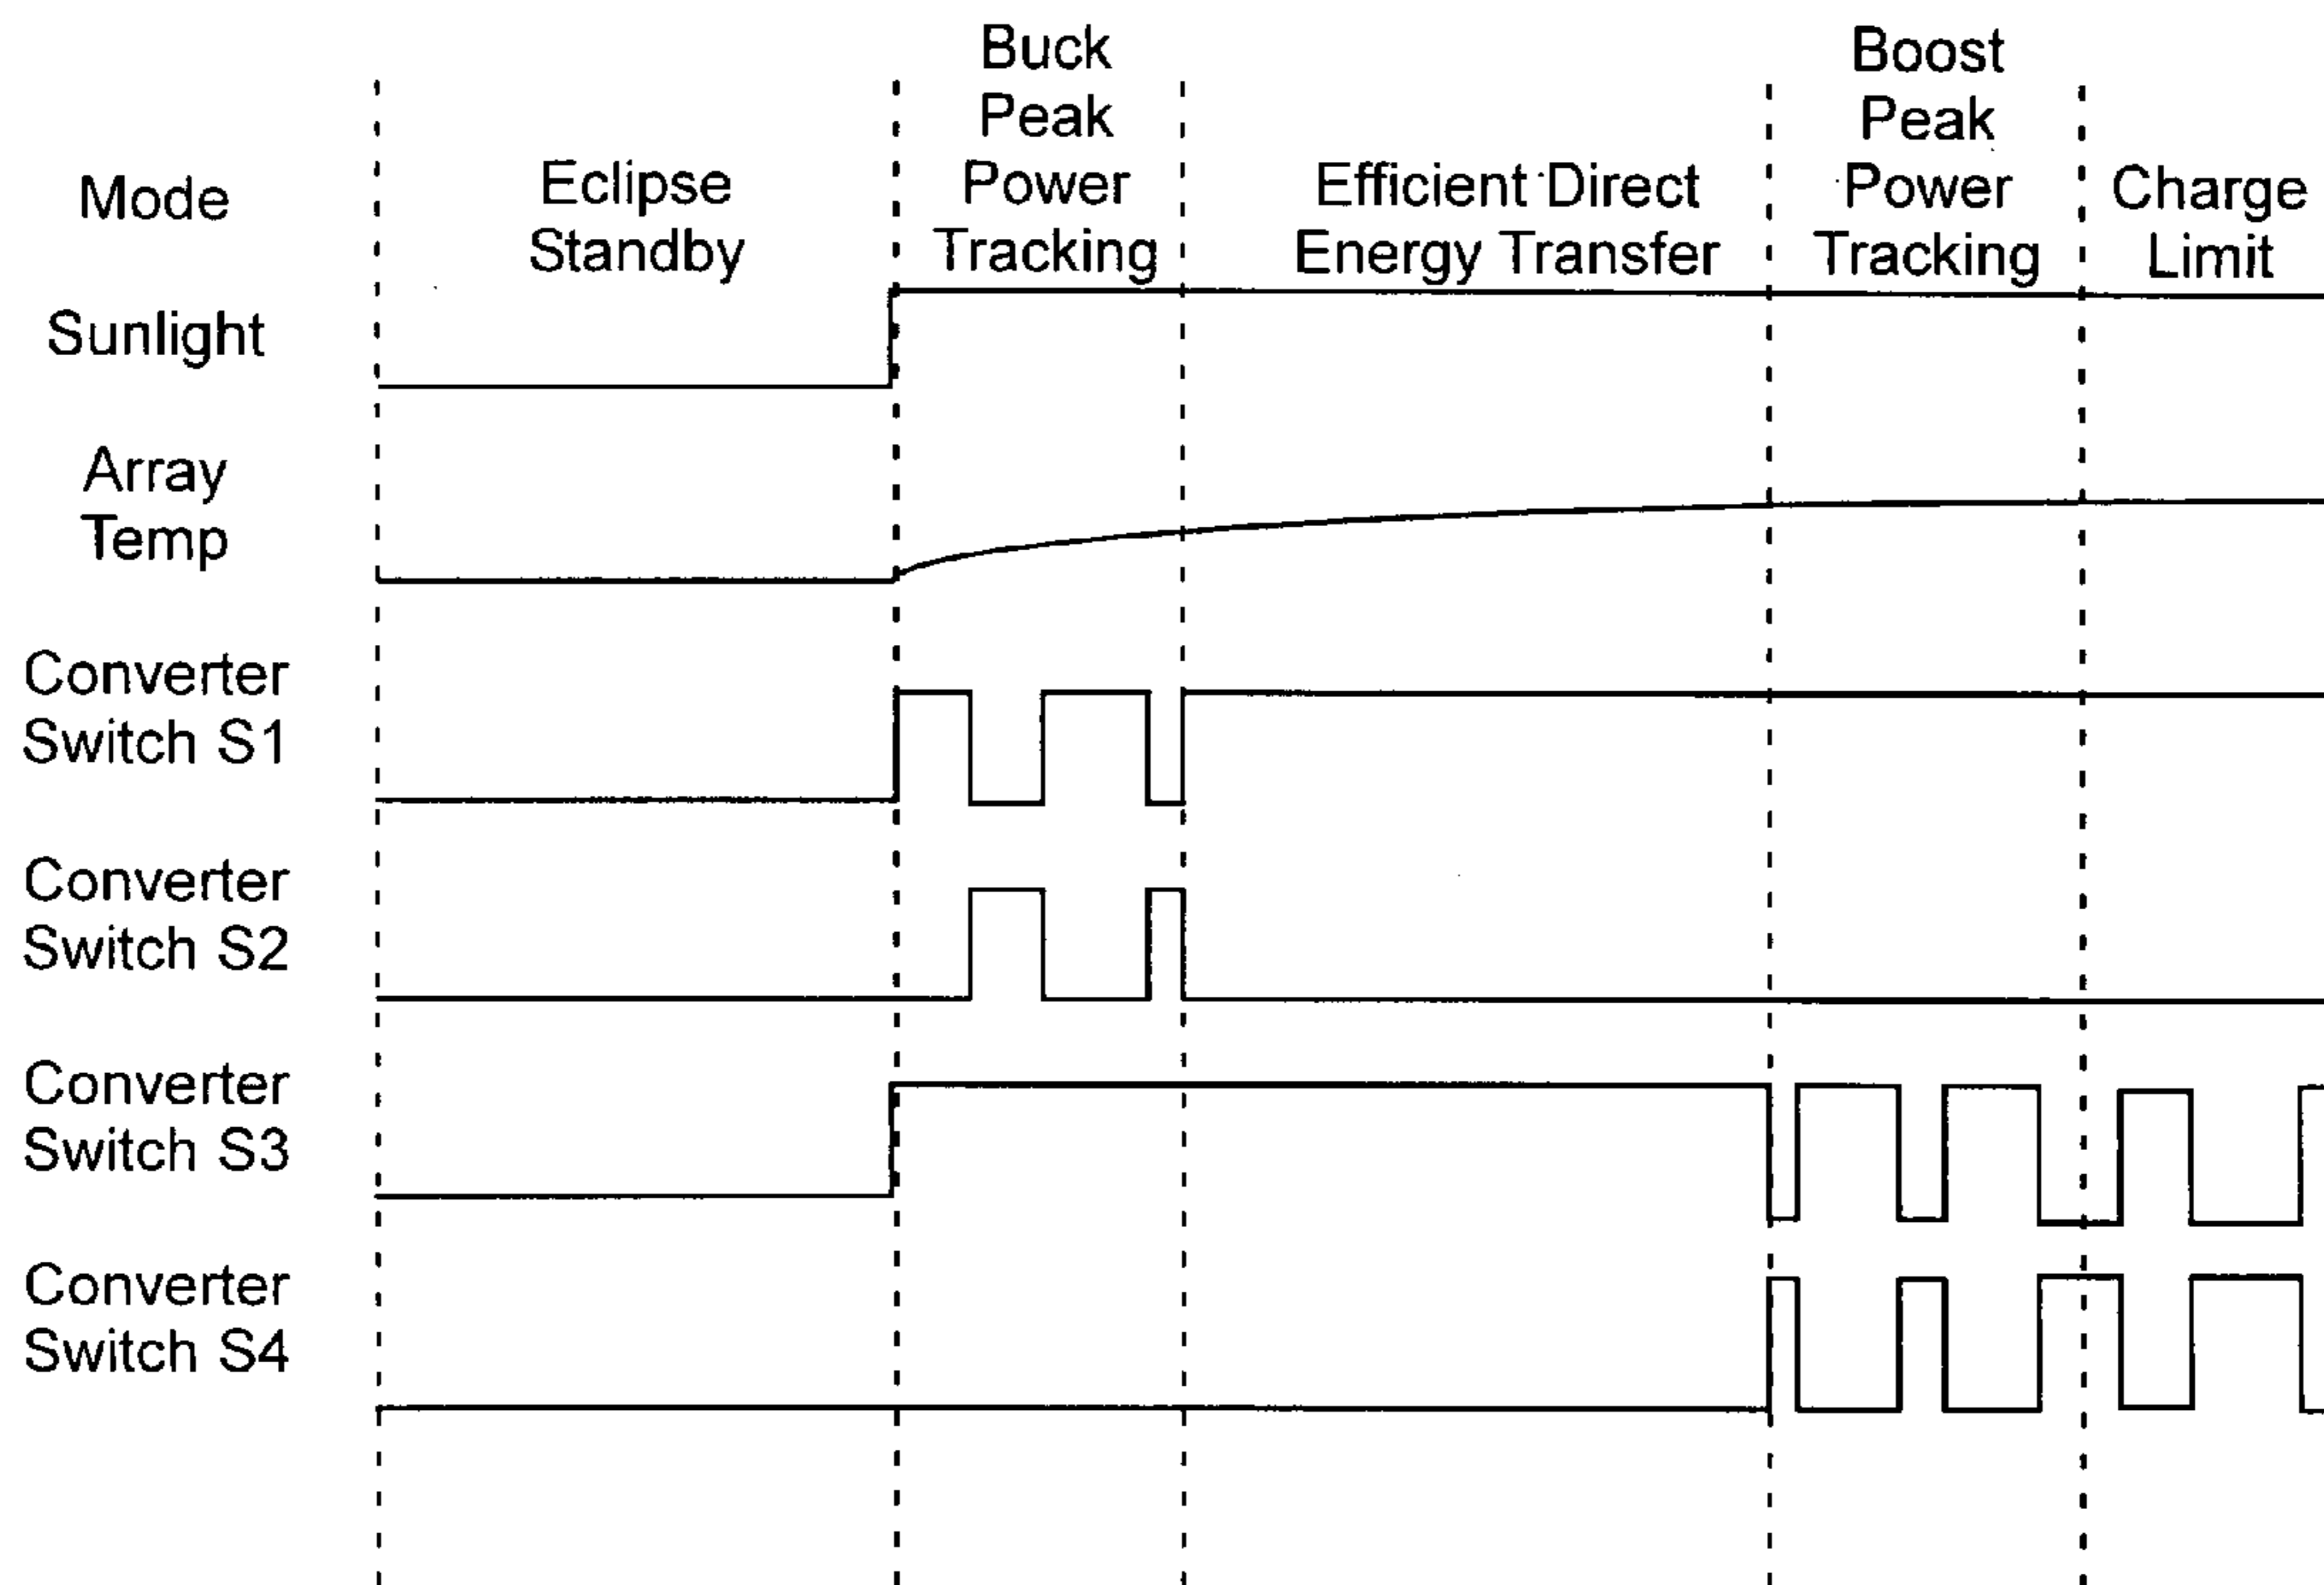 Mode
Eclipse
Standby
Buck
Peak
Power
Tracking
Efficient Direct
Energy Transfer
Boost
Peak
Power
Tracking
Charge
Limit
Sunlight
Array
Temp
Converter
Switch S1
Converter
Switch S2
Converter
Switch S3
Converter
Switch S4